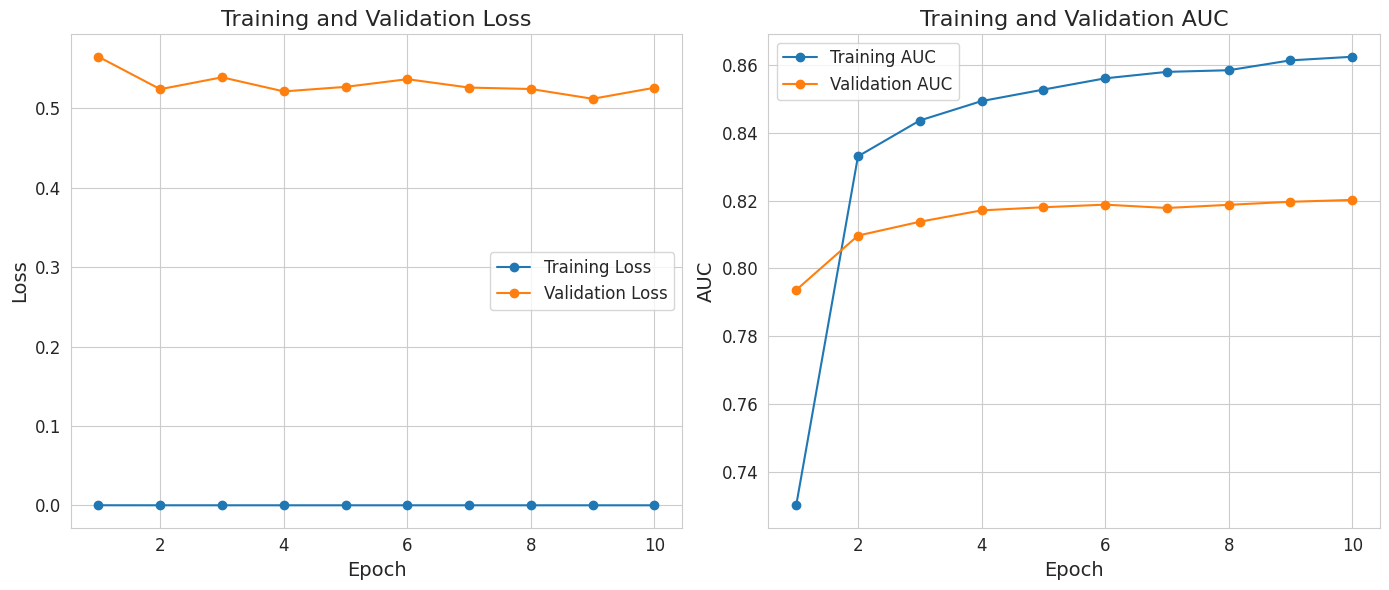 Training and Validation Loss
Loss
0.5
0.4
0.3
0.2
0.1
0.0
Training Loss
Validation Loss
2 4 6 8 10
Epoch
Training and Validation AUC
AUC
0.86
0.84
0.82
0.80
0.78
0.76
0.74
Training AUC
Validation AUC
2 4 6 8 10
Epoch